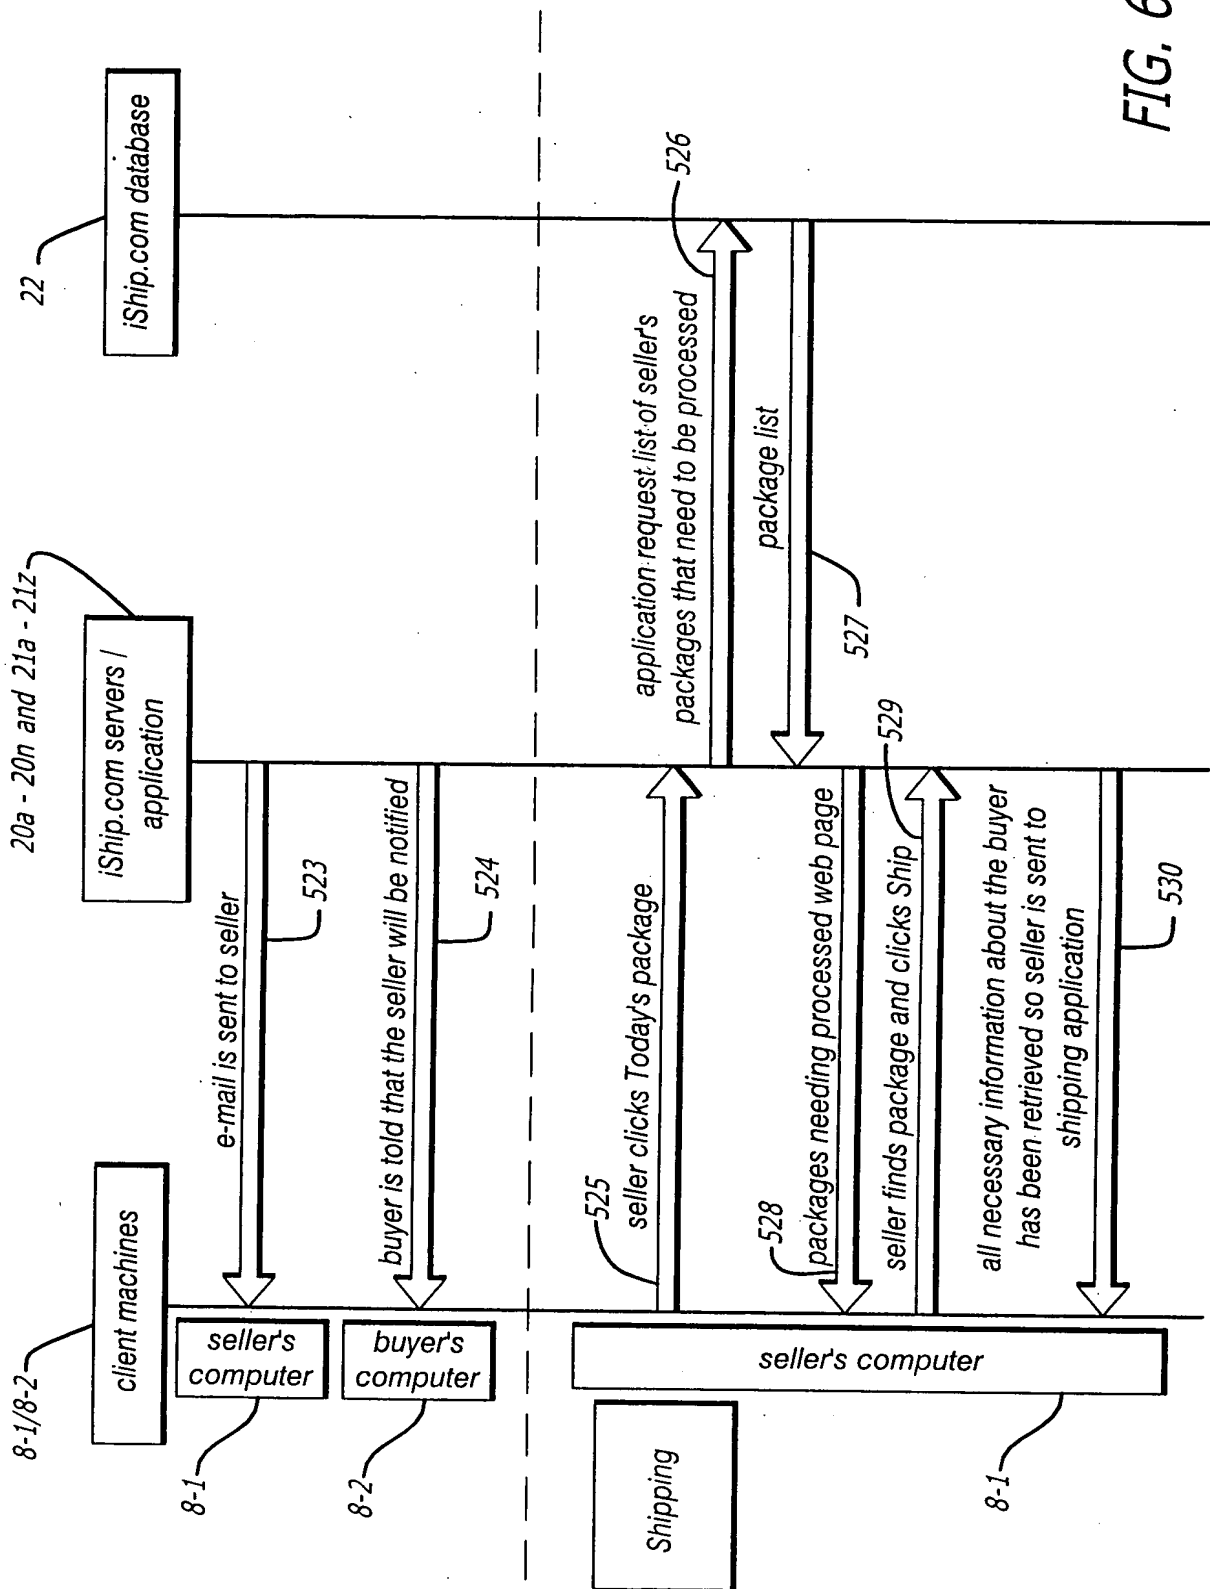 8-1/8-2
client machines
20a - 20n and 21a - 21z
iShip.com servers /
application
22
iShip.com database
8-1
seller's
computer
e-mail is sent to seller
523
8-2
buyer's
computer
buyer is told that the seller will be notified
524
Shipping
seller's computer
8-1
525
seller clicks Today's package
application request list of seller's
packages that need to be processed
526
package list
527
528
packages needing processed web page
seller finds package and clicks Ship
529
all necessary information about the buyer
has been retrieved so seller is sent to
shipping application
530
FIG. 6